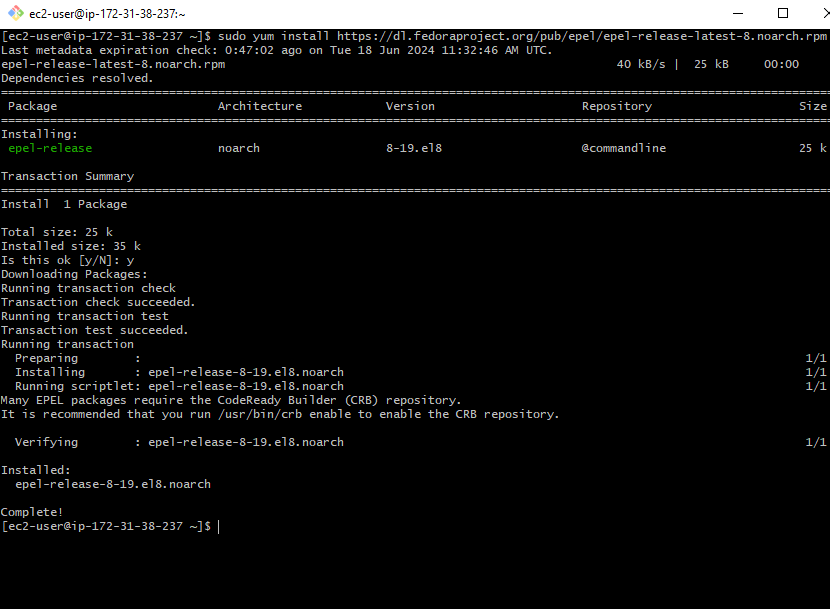 ec2-user@ip-172-31-38-237:~
[ec2-user@ip-172-31-38-237 ~]$ sudo yum install https://dl.fedoraproject.org/pub/epel/epel-release-latest-8.noarch.rpm
Last metadata expiration check: 0:47:02 ago on Tue 18 Jun 2024 11:32:46 AM UTC.
epel-release-latest-8.noarch.rpm 40 kB/s | 25 kB 00:00
Dependencies resolved.
================================================================================
Package Architecture Version Repository Size
================================================================================
Installing:
epel-release noarch 8-19.el8 @commandline 25 k
Transaction Summary
================================================================================
Install 1 Package
Total size: 25 k
Installed size: 35 k
Is this ok [y/N]: y
Downloading Packages:
Running transaction check
Transaction check succeeded.
Running transaction test
Transaction test succeeded.
Running transaction
Preparing : 1/1
Installing : epel-release-8-19.el8.noarch 1/1
Running scriptlet: epel-release-8-19.el8.noarch 1/1
Many EPEL packages require the CodeReady Builder (CRB) repository.
It is recommended that you run /usr/bin/crb enable to enable the CRB repository.
Verifying : epel-release-8-19.el8.noarch 1/1
Installed:
epel-release-8-19.el8.noarch
Complete!
[ec2-user@ip-172-31-38-237 ~]$